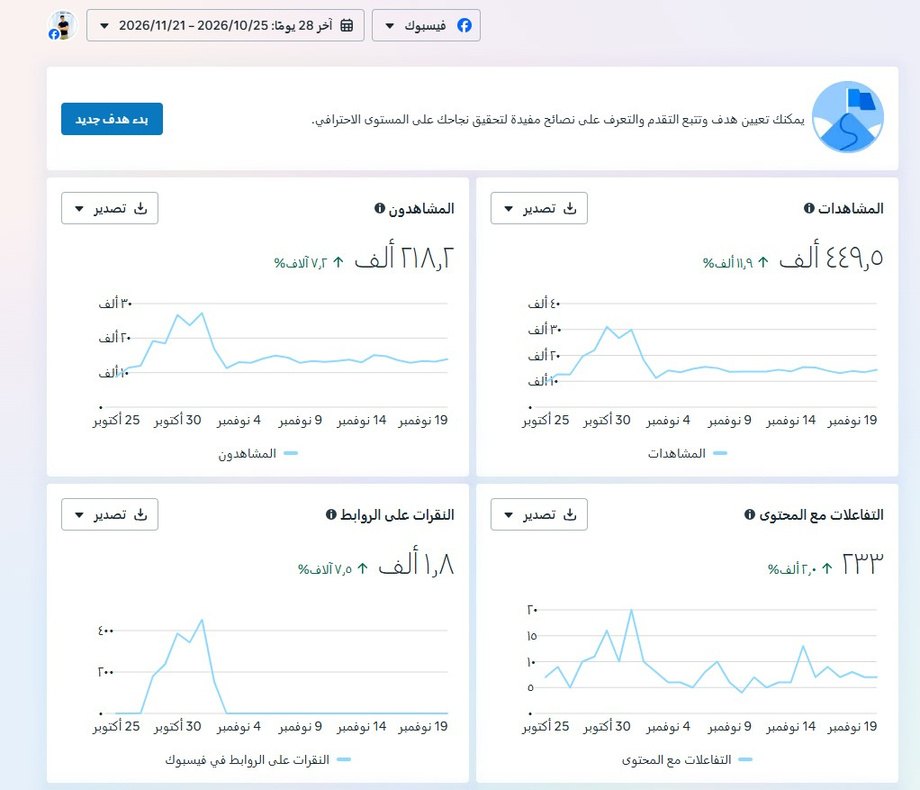 فيسبوك
آخر 28 يومًا: 2026/10/25 – 2026/11/21
يمكنك تعيين هدف وتتبع التقدم والتعرف على نصائح مفيدة لتحقيق نجاحك على المستوى الاحترافي.
بدء هدف جديد
المشاهدات
تصدير
٤٤٩,٥ ألف
١١,٩ ألف%
٤٠ ألف
٣٠ ألف
٢٠ ألف
١٠ ألف
٠
25 أكتوبر 30 أكتوبر 4 نوفمبر 9 نوفمبر 14 نوفمبر 19 نوفمبر
المشاهدات
المشاهدون
تصدير
٢١٨,٢ ألف
٧,٢ آلاف%
٣٠ ألف
٢٠ ألف
١٠ ألف
٠
25 أكتوبر 30 أكتوبر 4 نوفمبر 9 نوفمبر 14 نوفمبر 19 نوفمبر
المشاهدون
التفاعلات مع المحتوى
تصدير
٢٣٣
٢,٠ ألف%
٢٠
١٥
١٠
٥
٠
25 أكتوبر 30 أكتوبر 4 نوفمبر 9 نوفمبر 14 نوفمبر 19 نوفمبر
التفاعلات مع المحتوى
النقرات على الروابط
تصدير
١,٨ ألف
٧,٥ آلاف%
٤٠٠
٢٠٠
٠
25 أكتوبر 30 أكتوبر 4 نوفمبر 9 نوفمبر 14 نوفمبر 19 نوفمبر
النقرات على الروابط في فيسبوك